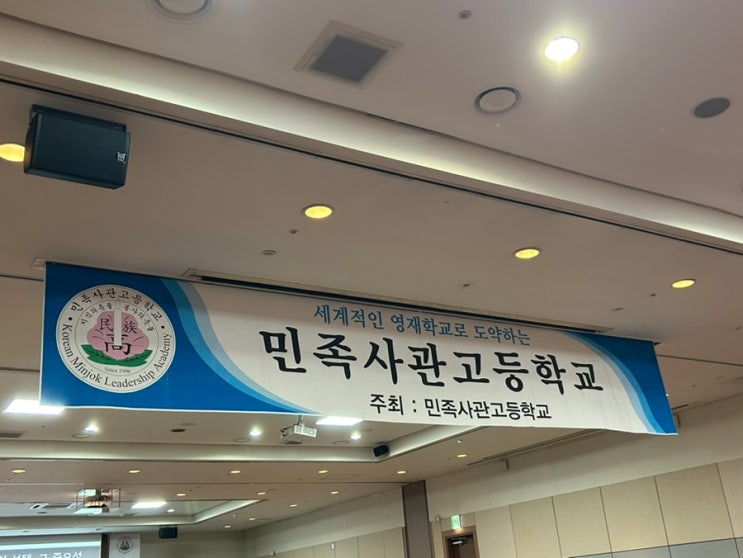 세계적인 영재학교로 도약하는
민족사관고등학교
주최 : 민족사관고등학교
민족사관고등학교
民族
高
Since 1996
Korean Minjok Leadership Academy